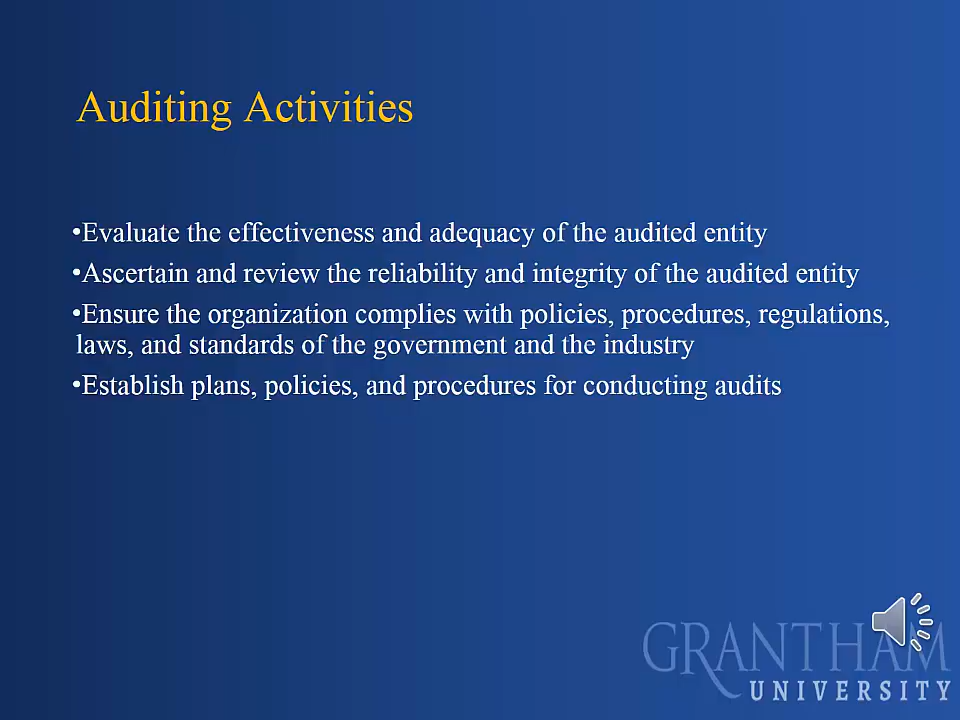 Auditing Activities
•Evaluate the effectiveness and adequacy of the audited entity
•Ascertain and review the reliability and integrity of the audited entity
•Ensure the organization complies with policies, procedures, regulations,
laws, and standards of the government and the industry
•Establish plans, policies, and procedures for conducting audits
GRANTHAM
UNIVERSITY